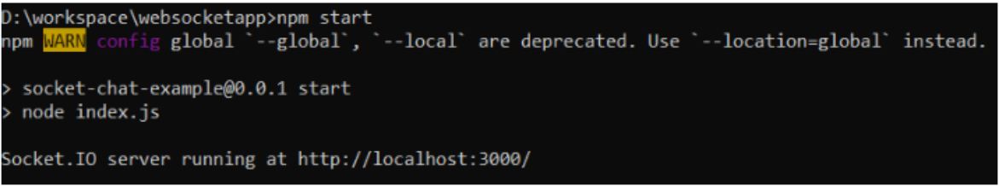 D:\workspace\websocketapp>npm start
npm WARN config global `--global`, `--local` are deprecated. Use `--location=global` instead.
> socket-chat-example@0.0.1 start
> node index.js
Socket.IO server running at http://localhost:3000/